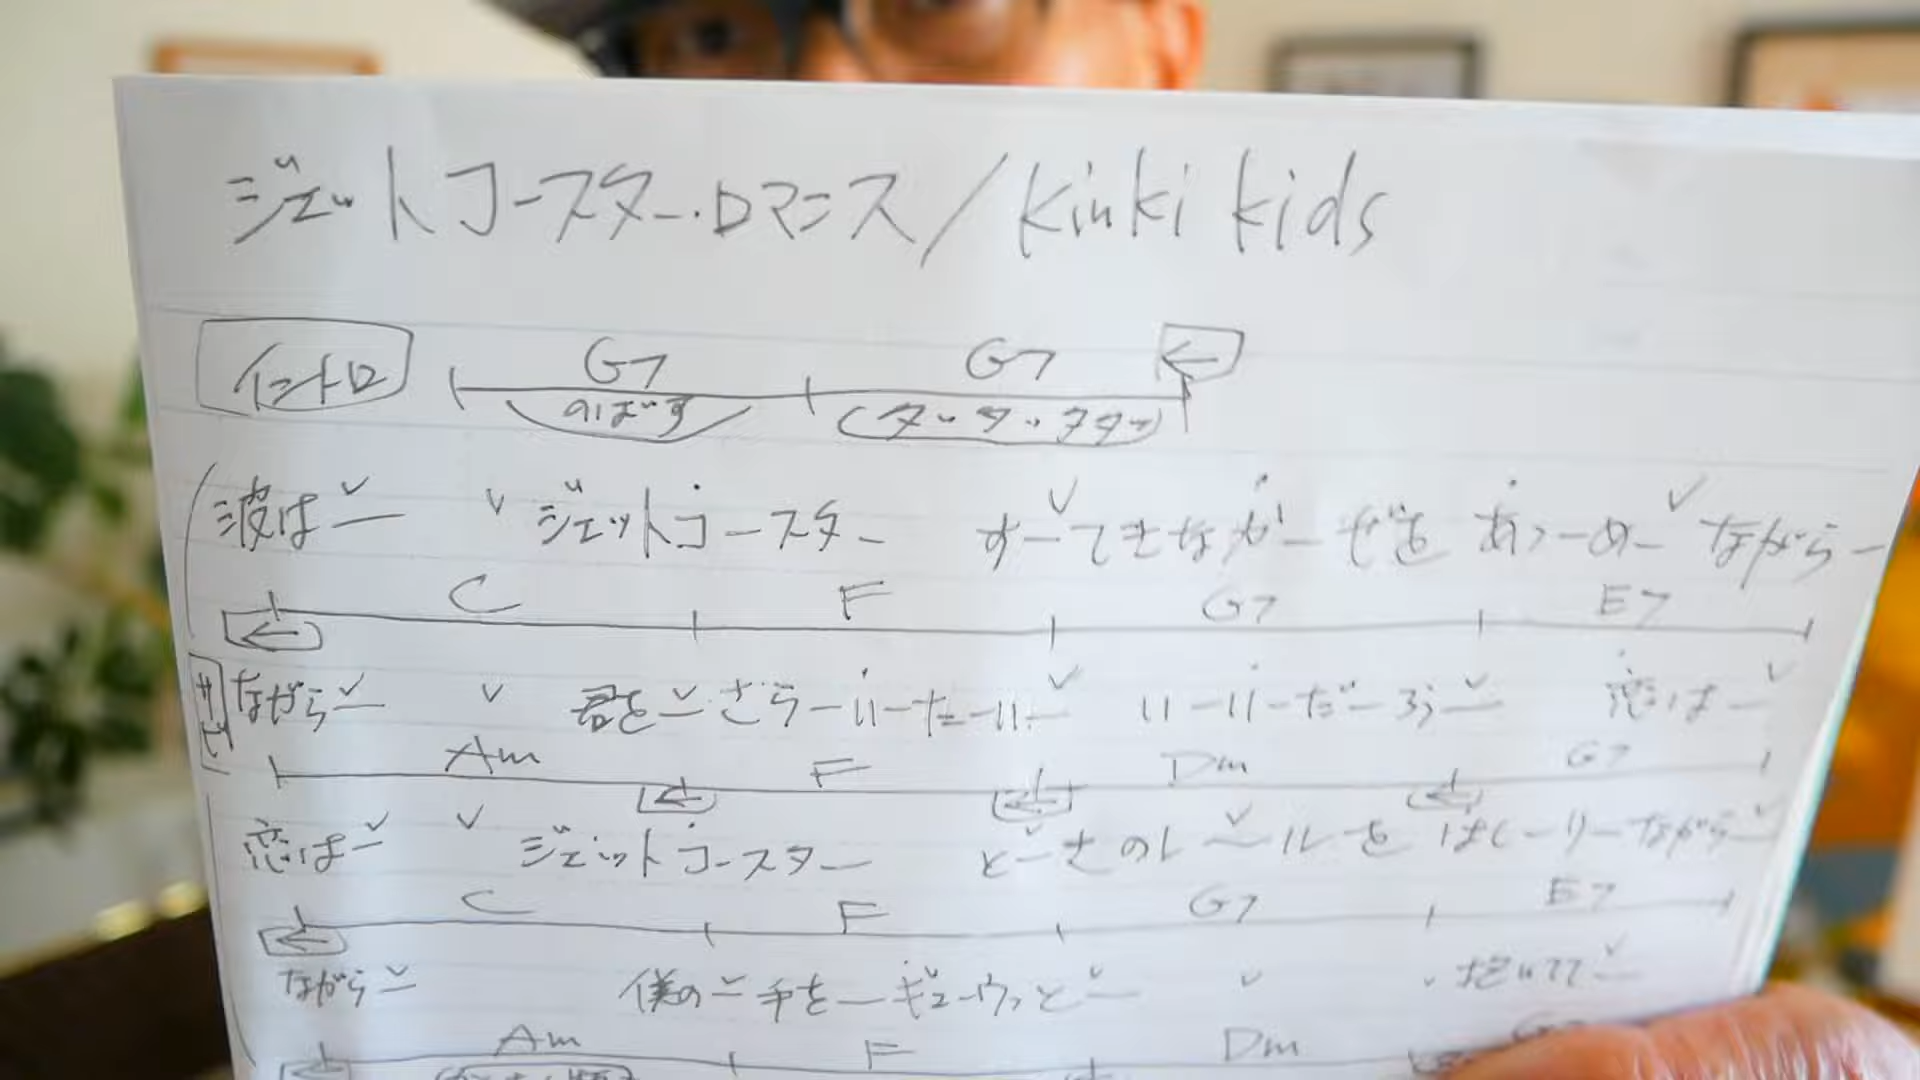 ジェットコースター・ロマンス/Kinki Kids
イントロ G7 G7 ←
のばす (ターター、タター)
波は― ジェットコースター す―てきなか―ぜを あつ―め―ながら―
C F G7 E7
←
サビ ながら― 君を―さら―い―た―い― い―い―だ―ろう― 恋は―
Am F Dm G7
← ← ←
恋は― ジェットコースター と―きのレ―ルを はし―り―ながら―
C F G7 E7
←
ながら― 僕の―手を―ギューウッと― 抱いてて―
Am F Dm
←